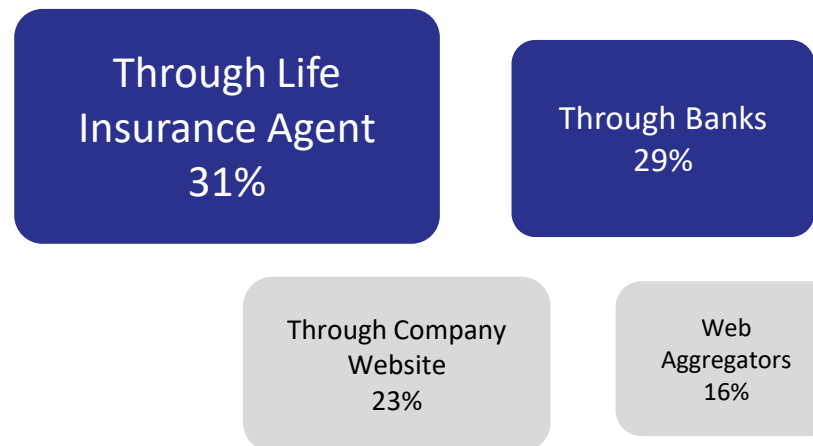 Through Life
Insurance Agent
31%
Through Banks
29%
Through Company
Website
23%
Web
Aggregators
16%